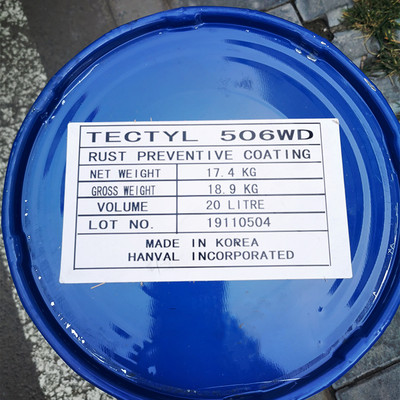 TECTYL 506WD
RUST PREVENTIVE COATING
NET WEIGHT 17.4 KG
GROSS WEIGHT 18.9 KG
VOLUME 20 LITRE
LOT NO. 19110504
MADE IN KOREA
HANVAL INCORPORATED